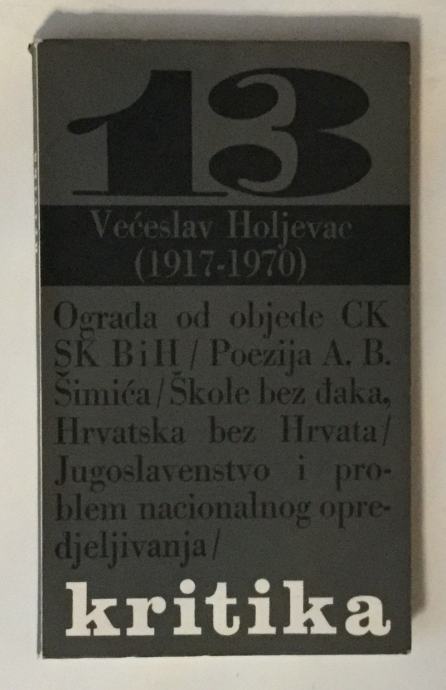 13
Većeslav Holjevac
(1917-1970)
Ograda od objede CK
SK BiH / Poezija A. B.
Šimića / Škole bez đaka,
Hrvatska bez Hrvata /
Jugoslavenstvo i pro-
blem nacionalnog opre-
djeljivanja /
kritika